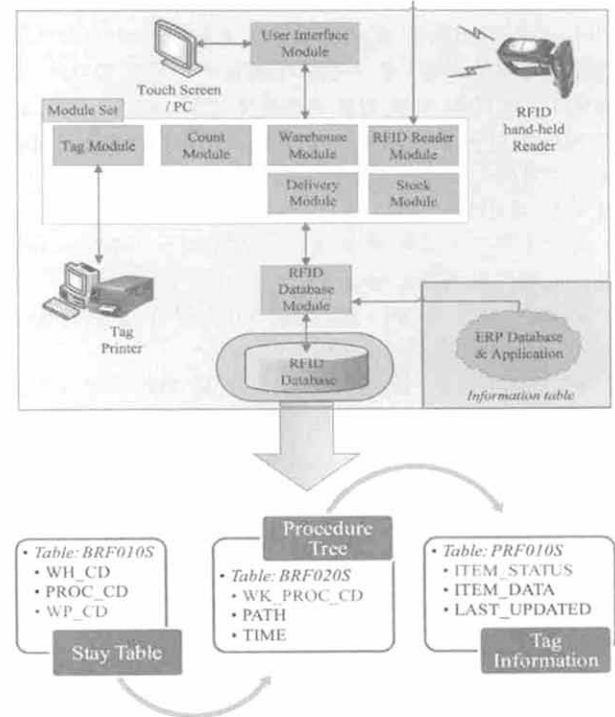 User Interface
Module
Touch Screen
/ PC
RFID
hand-held
Reader
Module Set
Tag Module
Count
Module
Warehouse
Module
RFID Reader
Module
Delivery
Module
Stock
Module
Tag
Printer
RFID
Database
Module
RFID
Database
ERP Database
& Application
Information table
• Table: BRF010S
• WH_CD
• PROC_CD
• WP_CD
Stay Table
Procedure
Tree
• Table: BRF020S
• WK_PROC_CD
• PATH
• TIME
• Table: PRF010S
• ITEM_STATUS
• ITEM_DATA
• LAST_UPDATED
Tag
Information